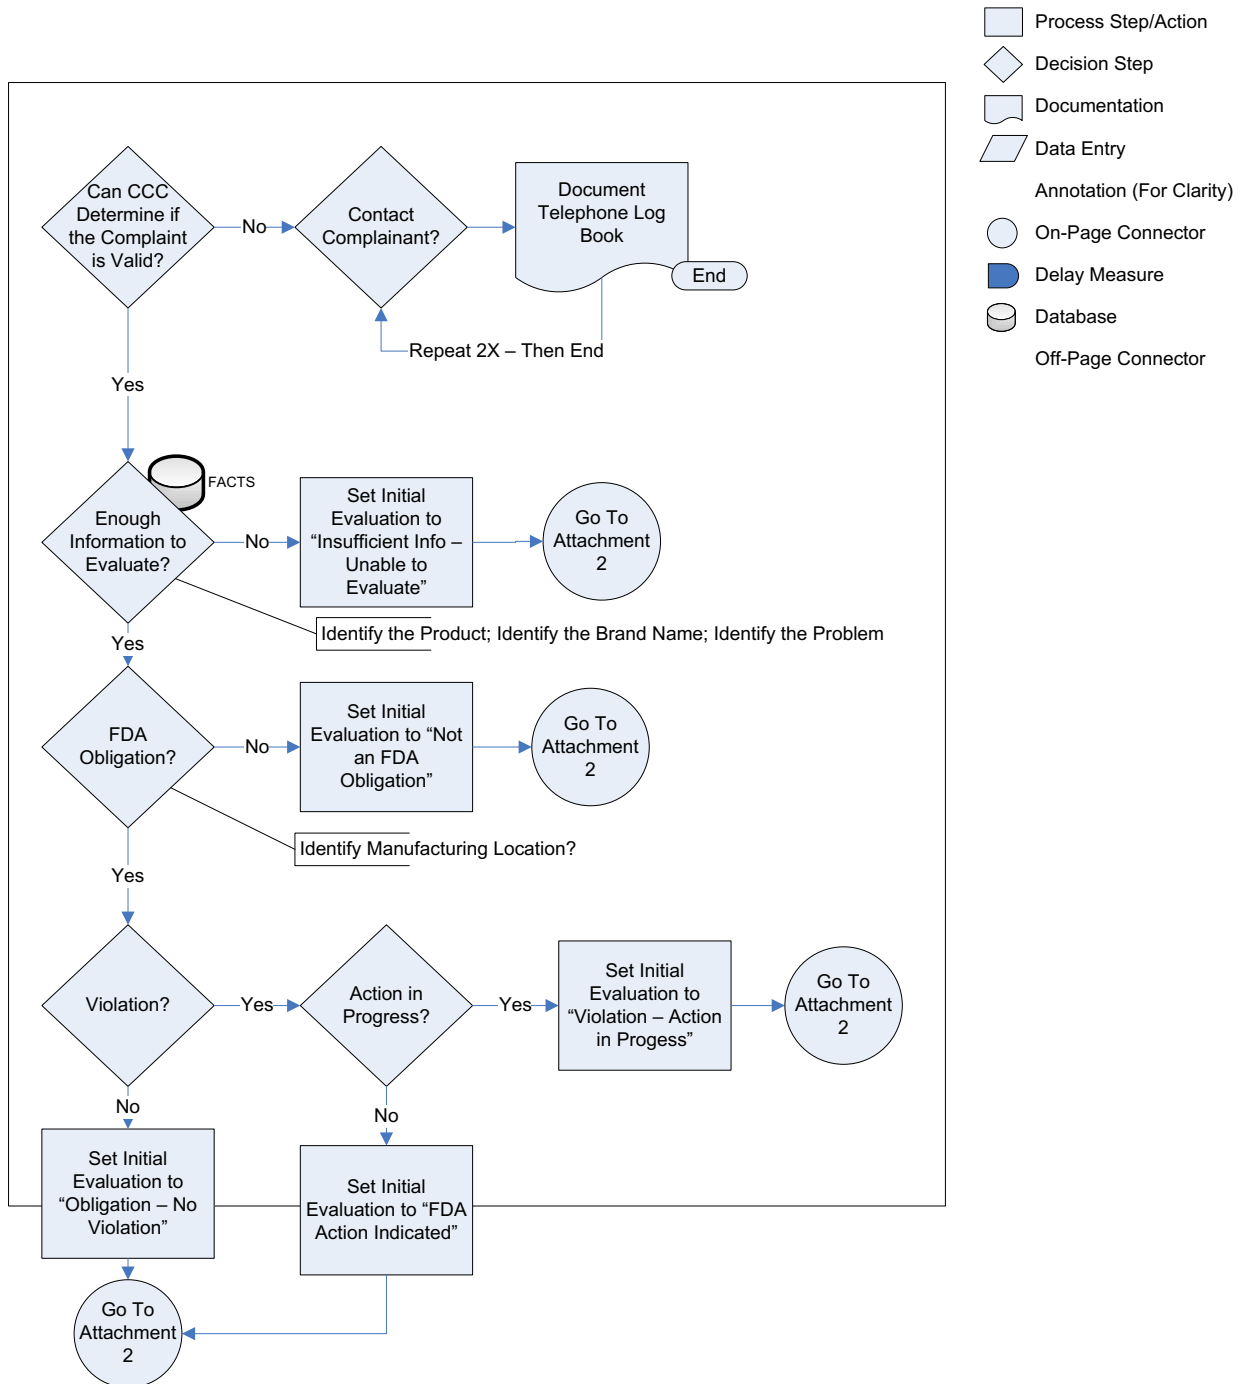 Process Step/Action
Decision Step
Documentation
Data Entry
Annotation (For Clarity)
On-Page Connector
Delay Measure
Database
Off-Page Connector
Can CCC
Determine if
the Complaint
is Valid?
No
Contact
Complainant?
Document
Telephone Log
Book
End
Repeat 2X – Then End
Yes
FACTS
Enough
Information to
Evaluate?
No
Set Initial
Evaluation to
“Insufficient Info –
Unable to
Evaluate”
Go To
Attachment
2
Identify the Product; Identify the Brand Name; Identify the Problem
Yes
FDA
Obligation?
No
Set Initial
Evaluation to “Not
an FDA
Obligation”
Go To
Attachment
2
Identify Manufacturing Location?
Yes
Violation?
Yes
Action in
Progress?
Yes
Set Initial
Evaluation to
“Violation – Action
in Progess”
Go To
Attachment
2
No
No
Set Initial
Evaluation to
“Obligation – No
Violation”
Set Initial
Evaluation to “FDA
Action Indicated”
Go To
Attachment
2